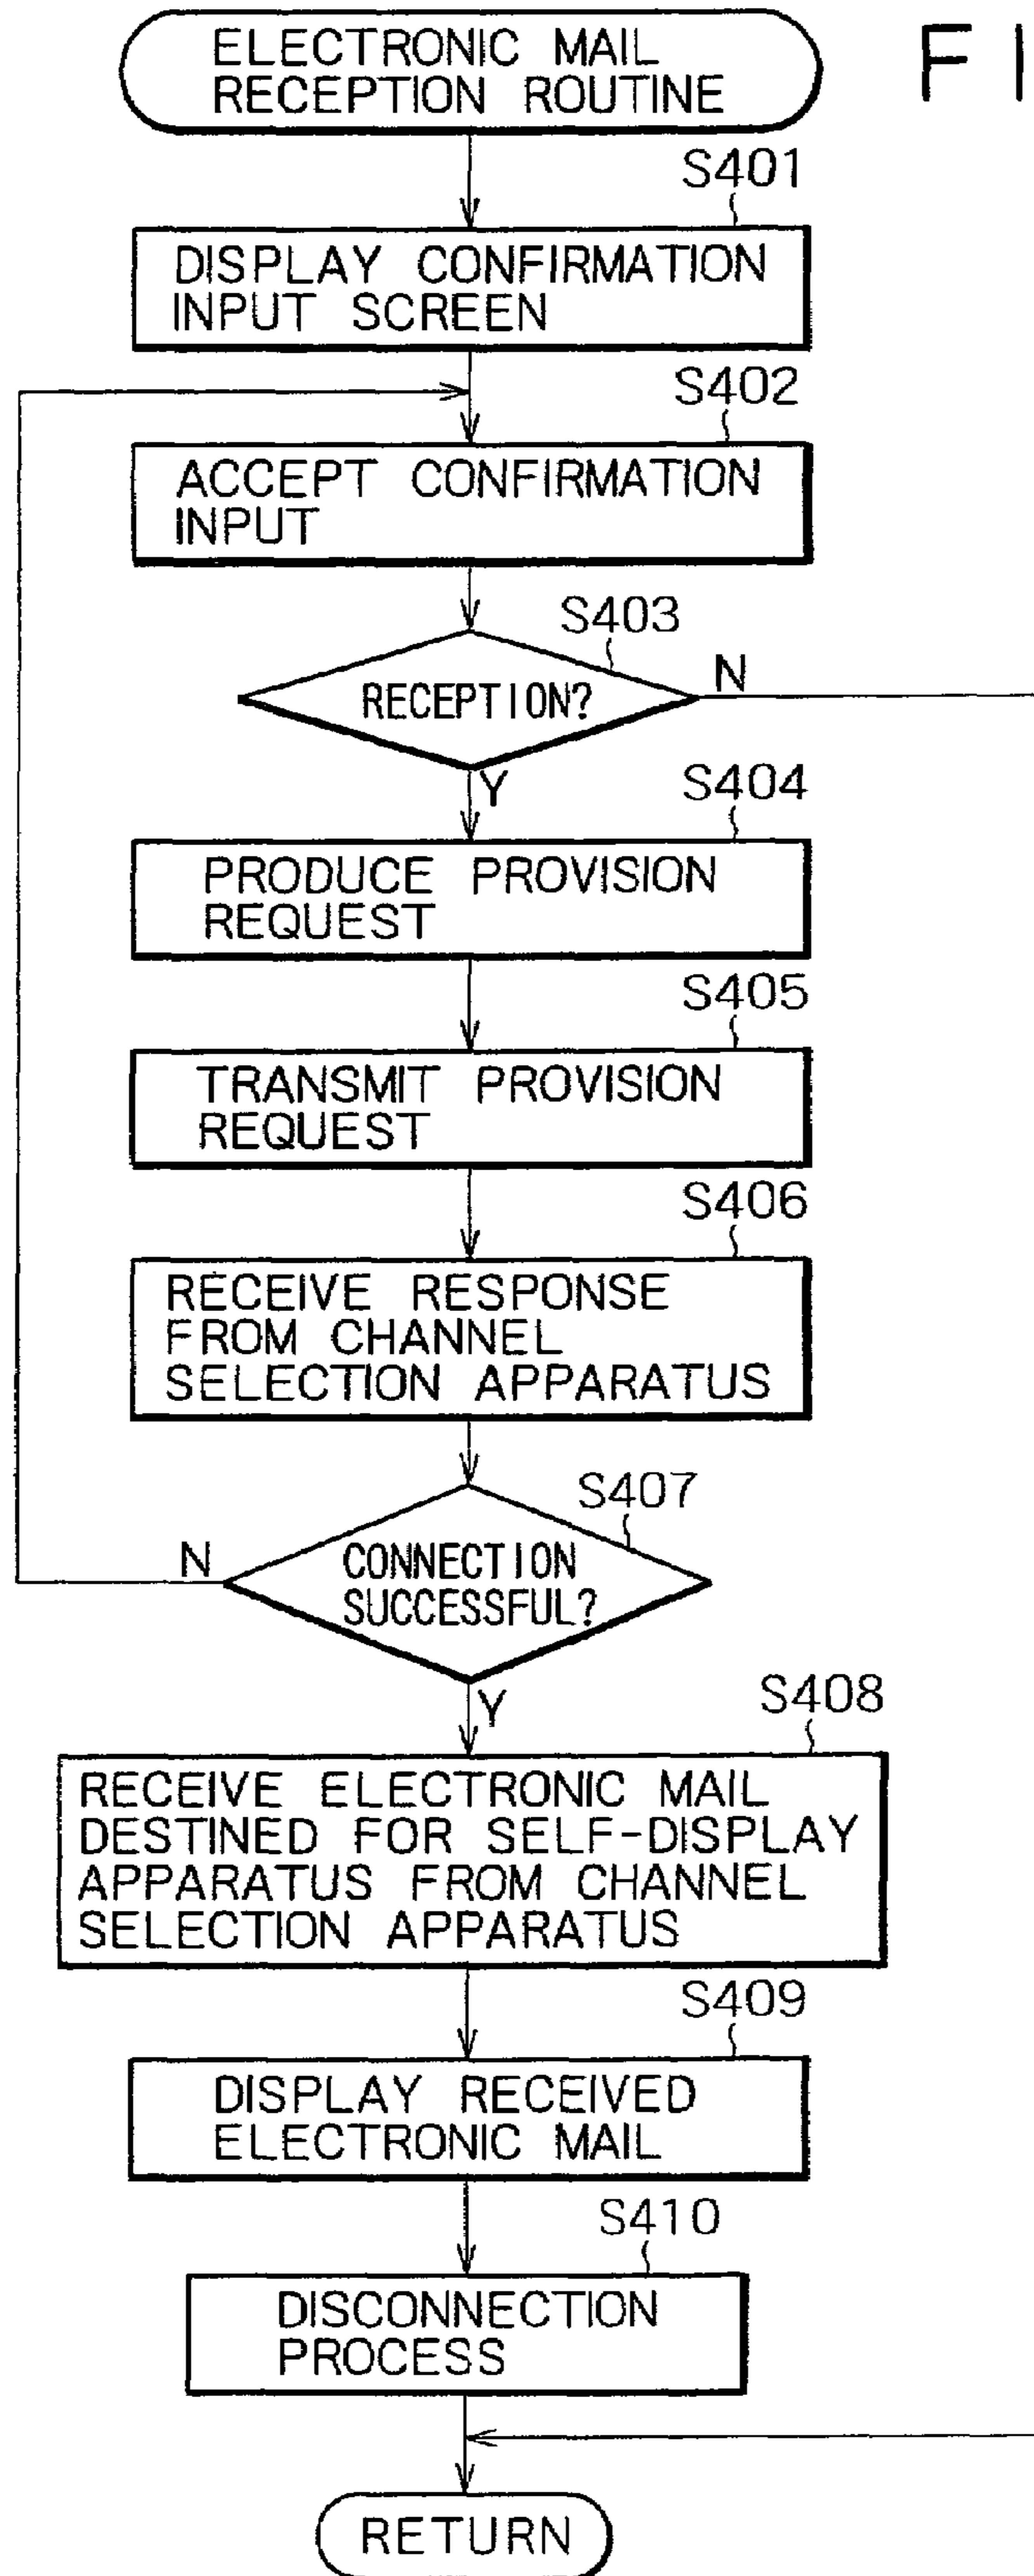 ELECTRONIC MAIL
RECEPTION ROUTINE
FI
S401
DISPLAY CONFIRMATION
INPUT SCREEN
S402
ACCEPT CONFIRMATION
INPUT
S403
RECEPTION?
N
Y
S404
PRODUCE PROVISION
REQUEST
S405
TRANSMIT PROVISION
REQUEST
S406
RECEIVE RESPONSE
FROM CHANNEL
SELECTION APPARATUS
S407
CONNECTION
SUCCESSFUL?
N
Y
S408
RECEIVE ELECTRONIC MAIL
DESTINED FOR SELF-DISPLAY
APPARATUS FROM CHANNEL
SELECTION APPARATUS
S409
DISPLAY RECEIVED
ELECTRONIC MAIL
S410
DISCONNECTION
PROCESS
RETURN